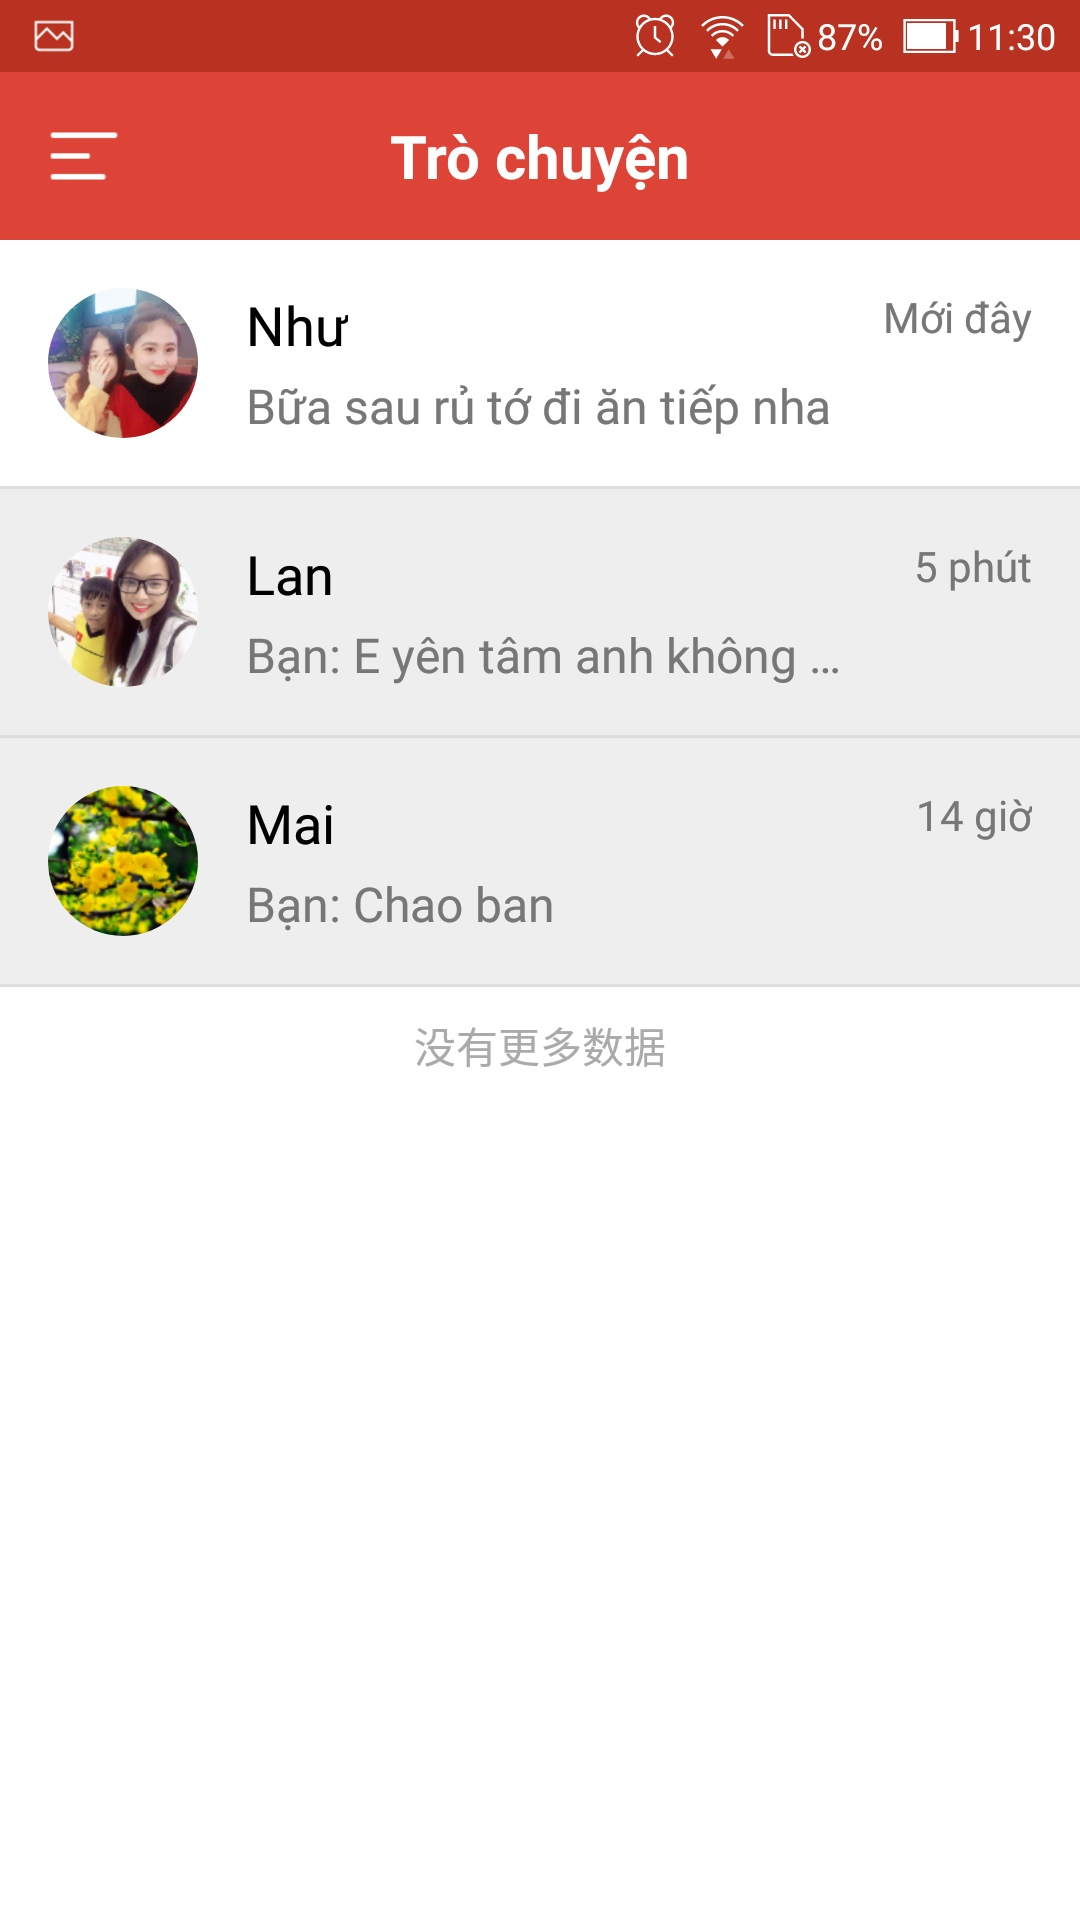 87% 11:30
Trò chuyện
Như
Mới đây
Bữa sau rủ tớ đi ăn tiếp nha
Lan
5 phút
Bạn: E yên tâm anh không ...
Mai
14 giờ
Bạn: Chao ban
没有更多数据